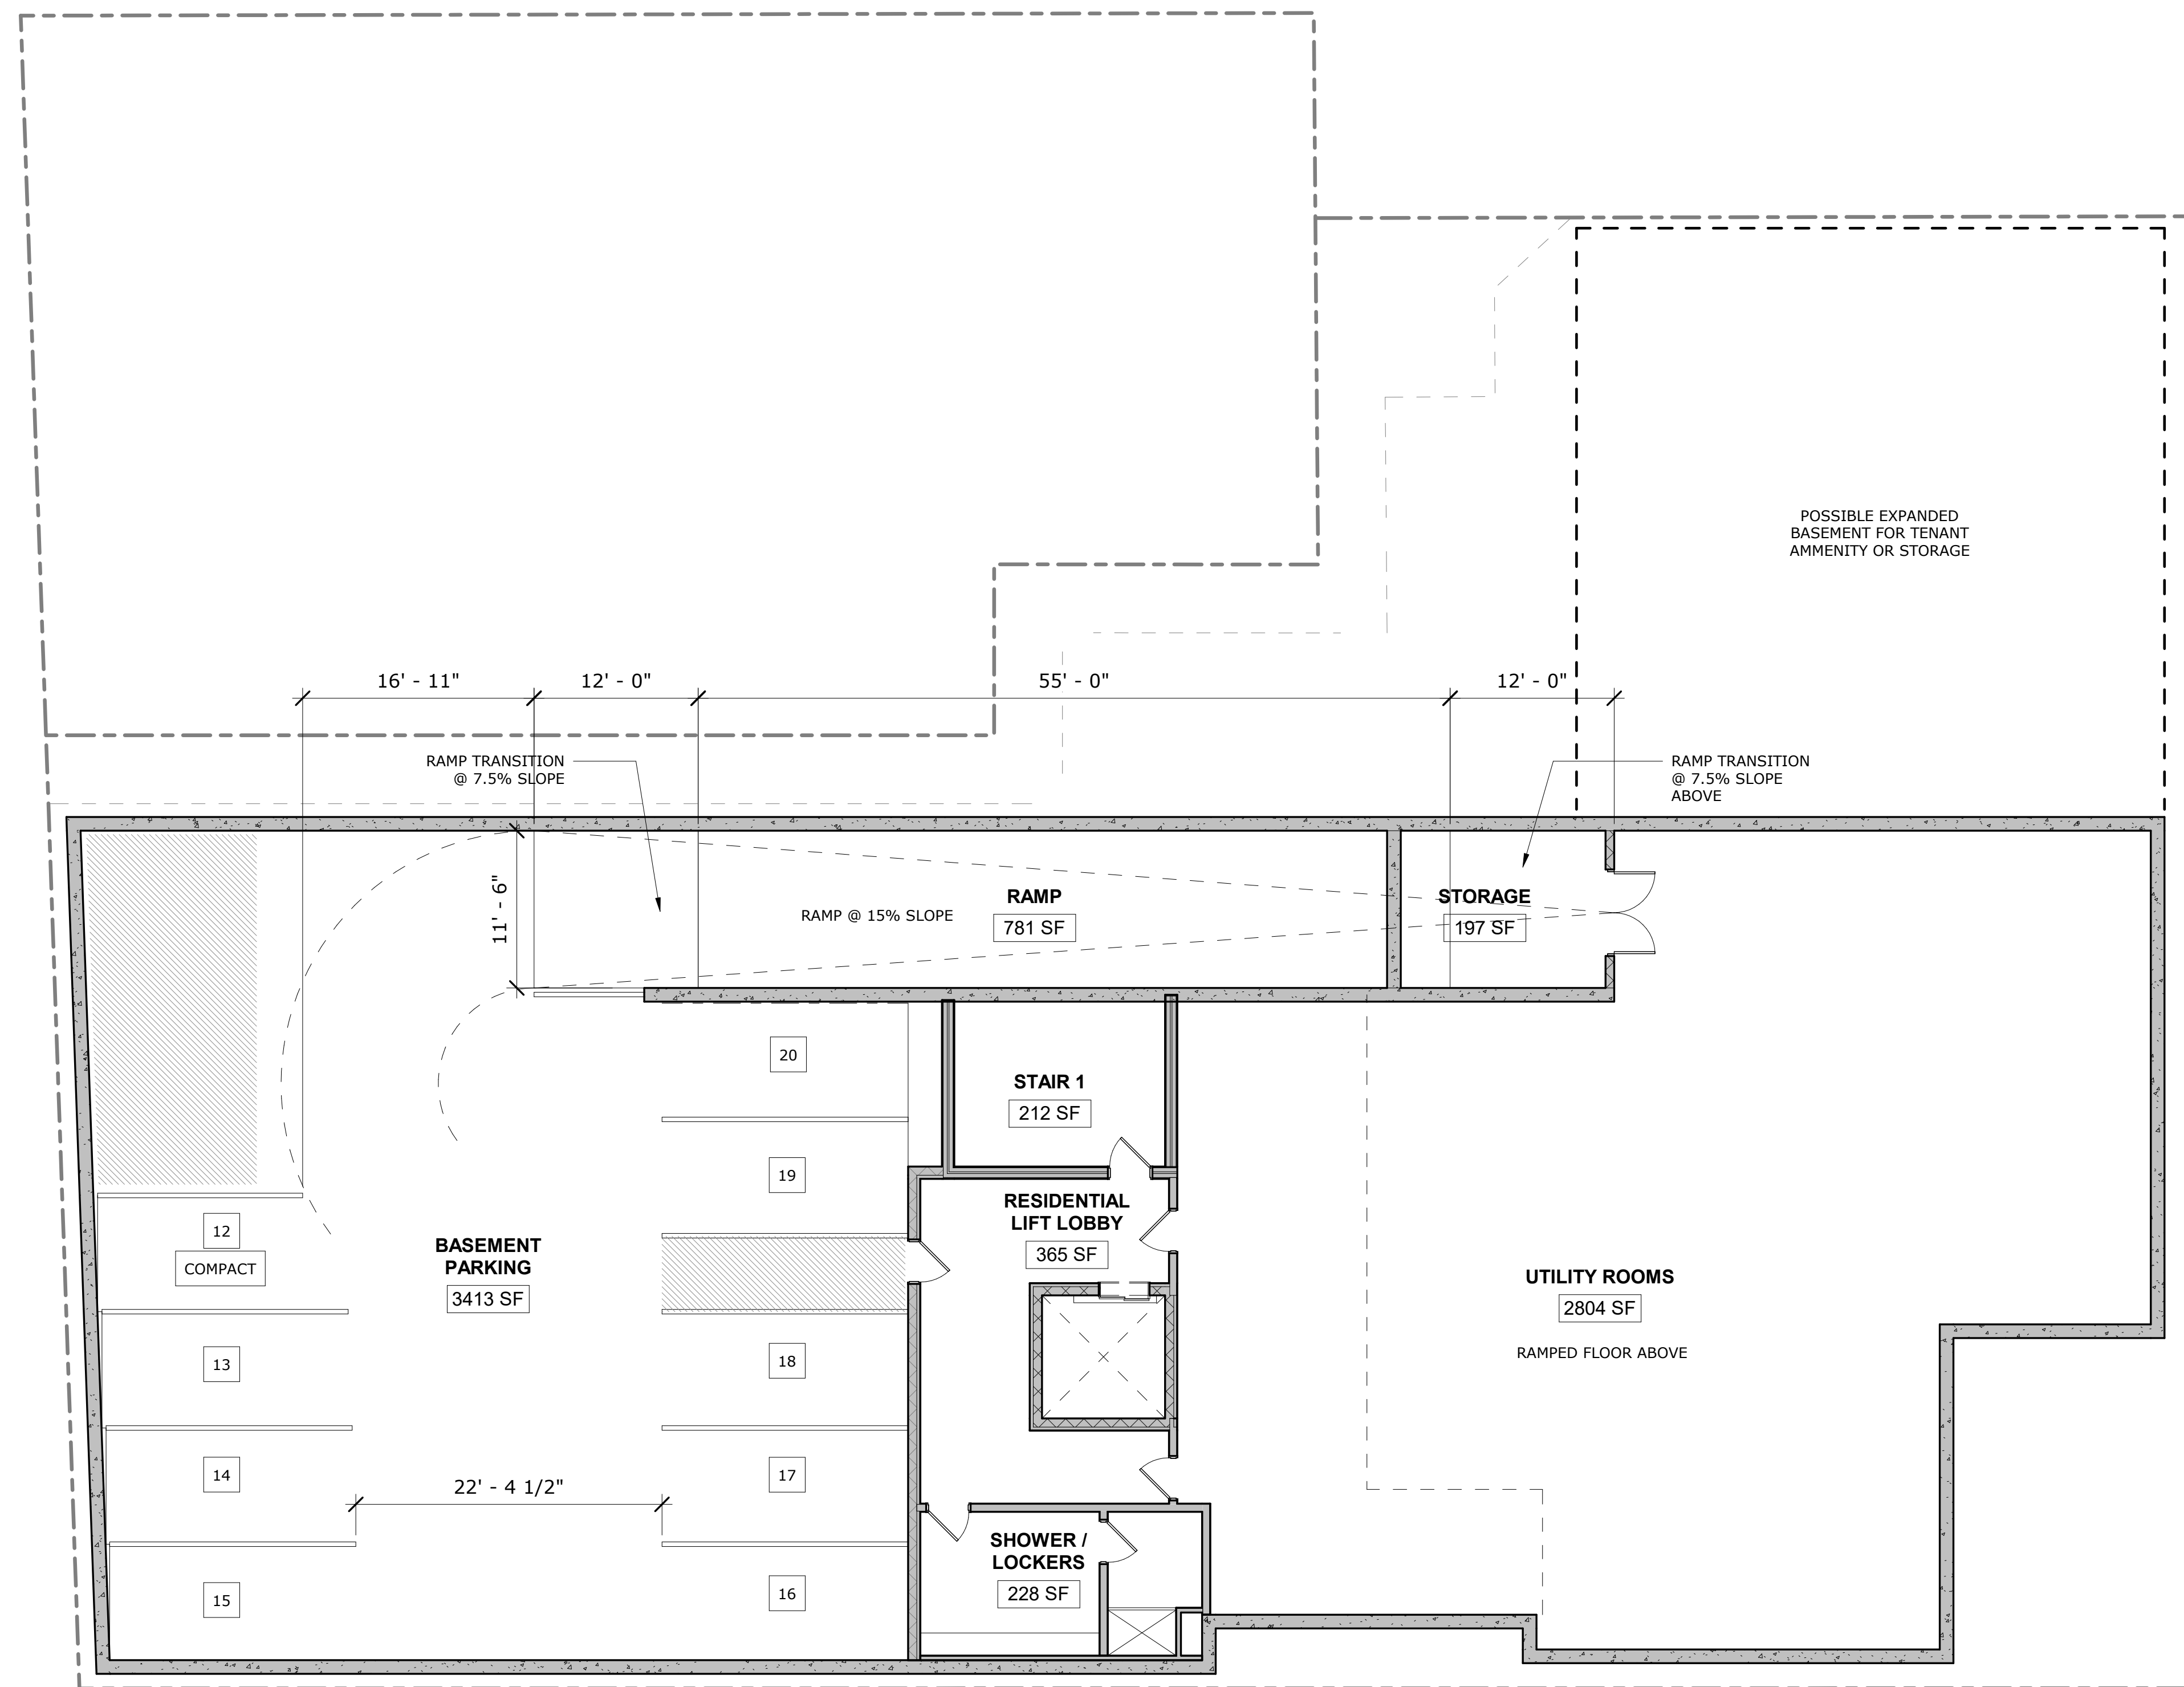 POSSIBLE EXPANDED
BASEMENT FOR TENANT
AMMENITY OR STORAGE
16' - 11"
12' - 0"
55' - 0"
12' - 0"
RAMP TRANSITION
@ 7.5% SLOPE
RAMP TRANSITION
@ 7.5% SLOPE
ABOVE
11' - 6"
RAMP @ 15% SLOPE
RAMP
781 SF
STORAGE
197 SF
20
STAIR 1
212 SF
19
RESIDENTIAL
LIFT LOBBY
365 SF
12
COMPACT
BASEMENT
PARKING
3413 SF
UTILITY ROOMS
2804 SF
RAMPED FLOOR ABOVE
13
18
14
22' - 4 1/2"
17
SHOWER /
LOCKERS
228 SF
15
16